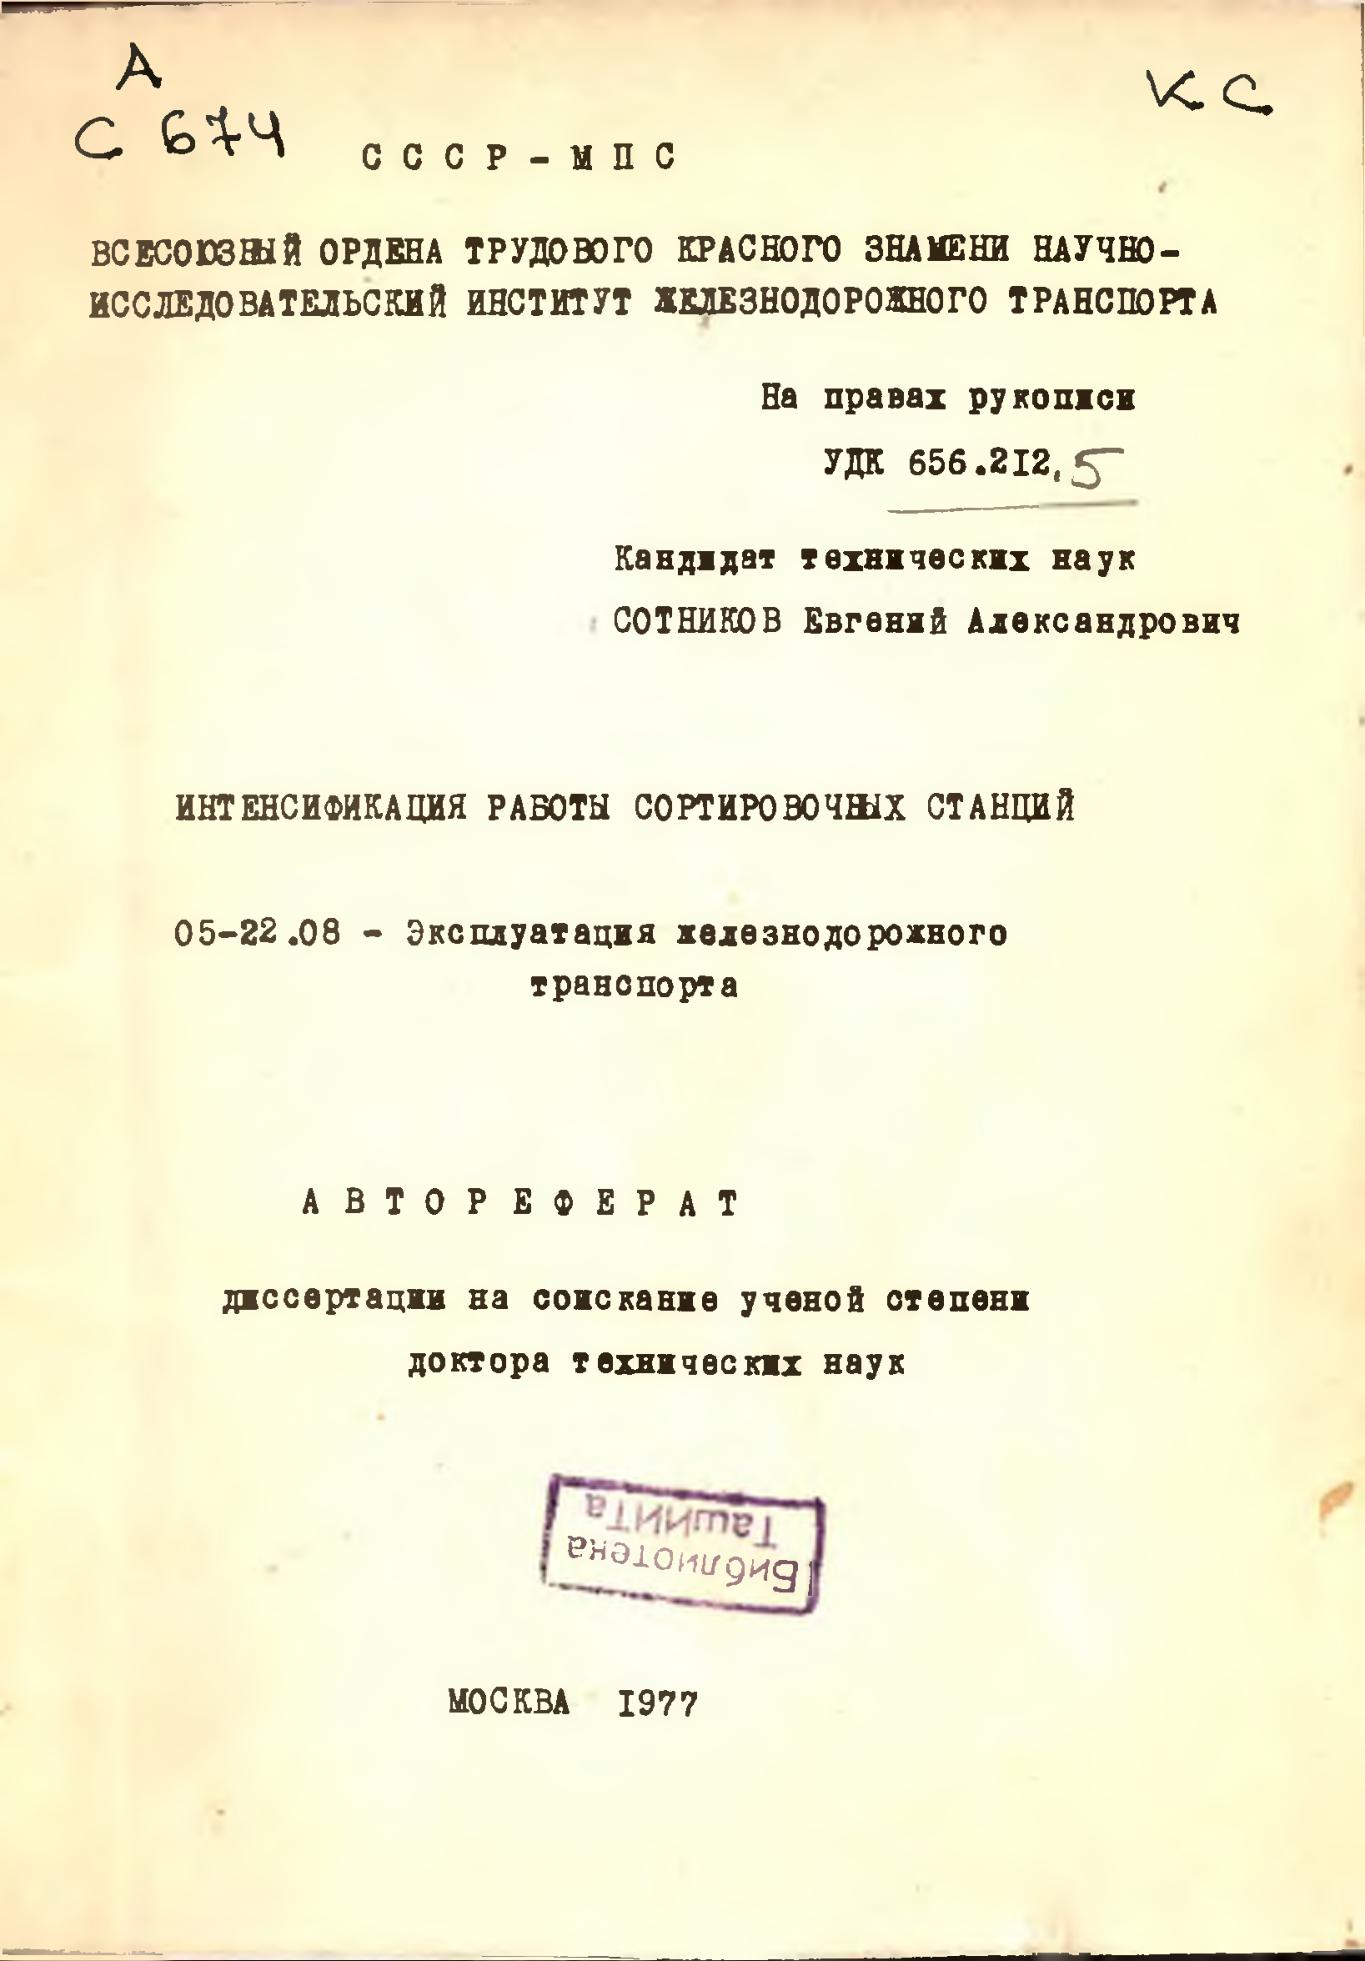 А
С 674
КС
СССР-МПС
ВСЕСОЮЗНЫЙ ОРДЕНА ТРУДОВОГО КРАСНОГО ЗНАМЕНИ НАУЧНО-
ИССЛЕДОВАТЕЛЬСКИЙ ИНСТИТУТ ЖЕЛЕЗНОДОРОЖНОГО ТРАНСПОРТА
На правах рукописи
УДК 656.212.5
Кандидат технических наук
СОТНИКОВ Евгений Александрович
ИНТЕНСИФИКАЦИЯ РАБОТЫ СОРТИРОВОЧНЫХ СТАНЦИЙ
05-22.08 - Эксплуатация железнодорожного
транспорта
АВТОРЕФЕРАТ
диссертации на соискание ученой степени
доктора технических наук
Библиотека
ТашИИТа
МОСКВА 1977